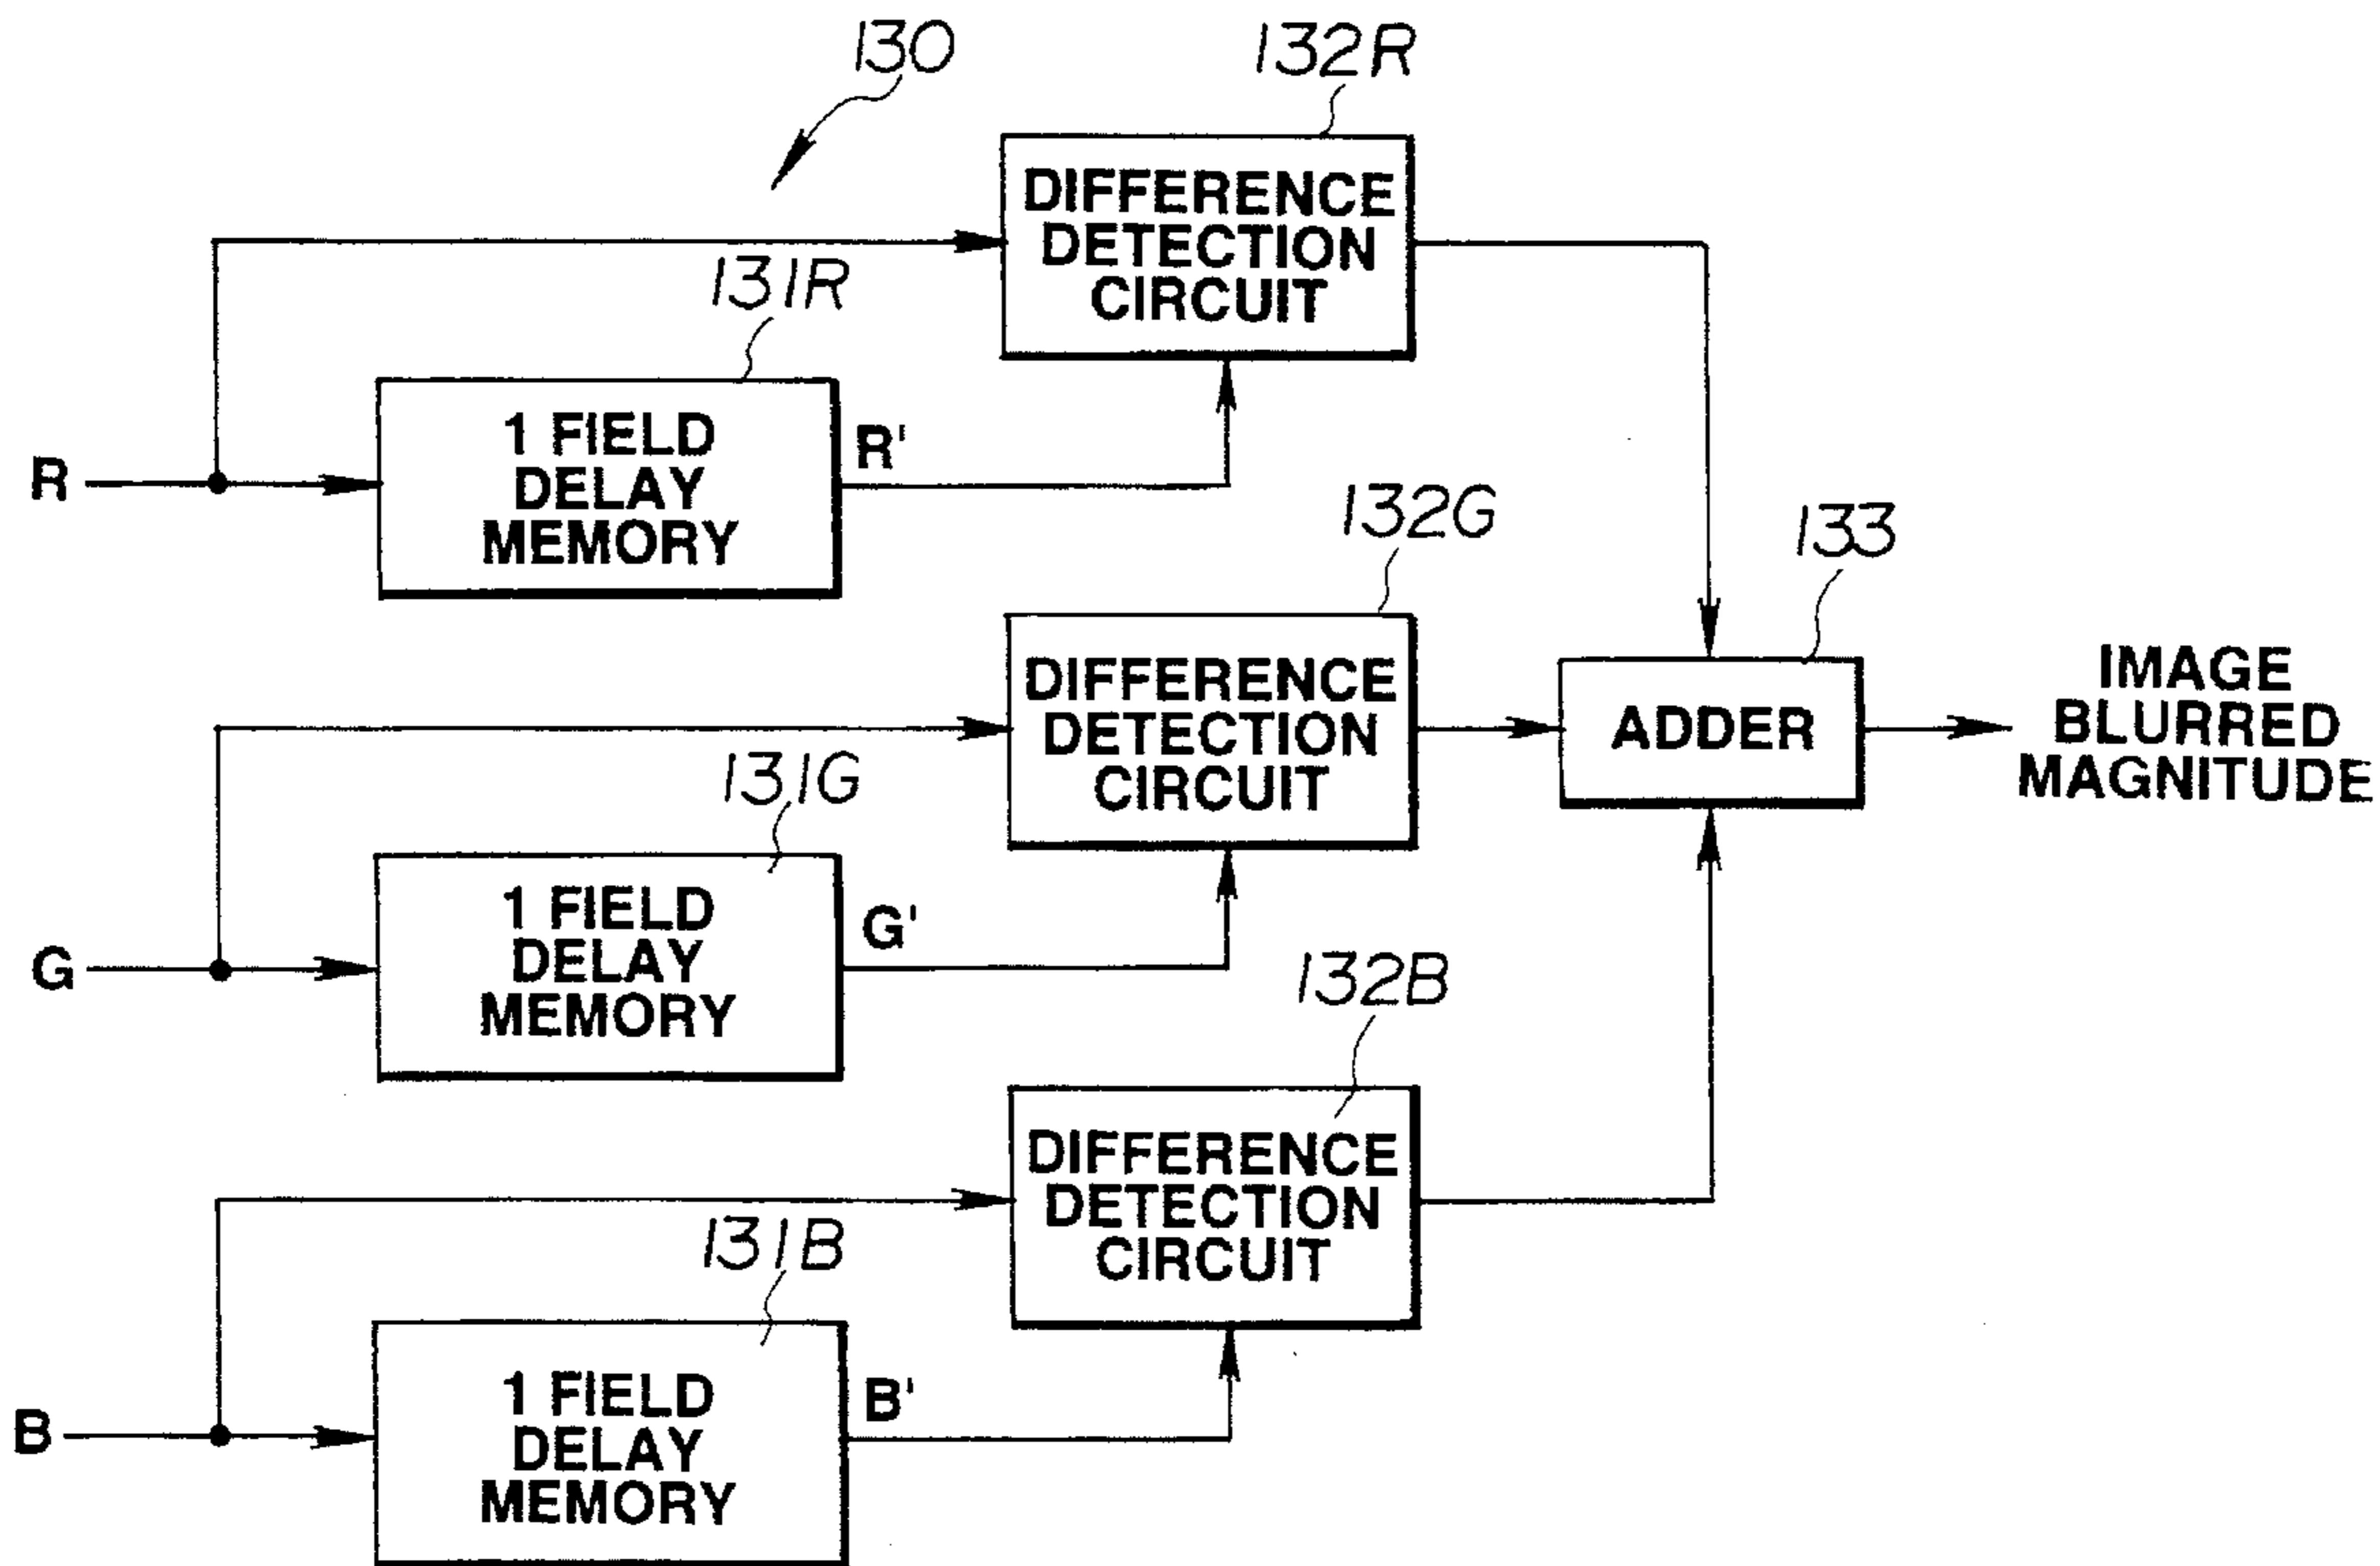 130
132R
DIFFERENCE
DETECTION
CIRCUIT
131R
1 FIELD
DELAY
MEMORY
R
R'
132G
133
DIFFERENCE
DETECTION
CIRCUIT
ADDER
IMAGE
BLURRED
MAGNITUDE
131G
1 FIELD
DELAY
MEMORY
G
G'
132B
DIFFERENCE
DETECTION
CIRCUIT
131B
1 FIELD
DELAY
MEMORY
B
B'